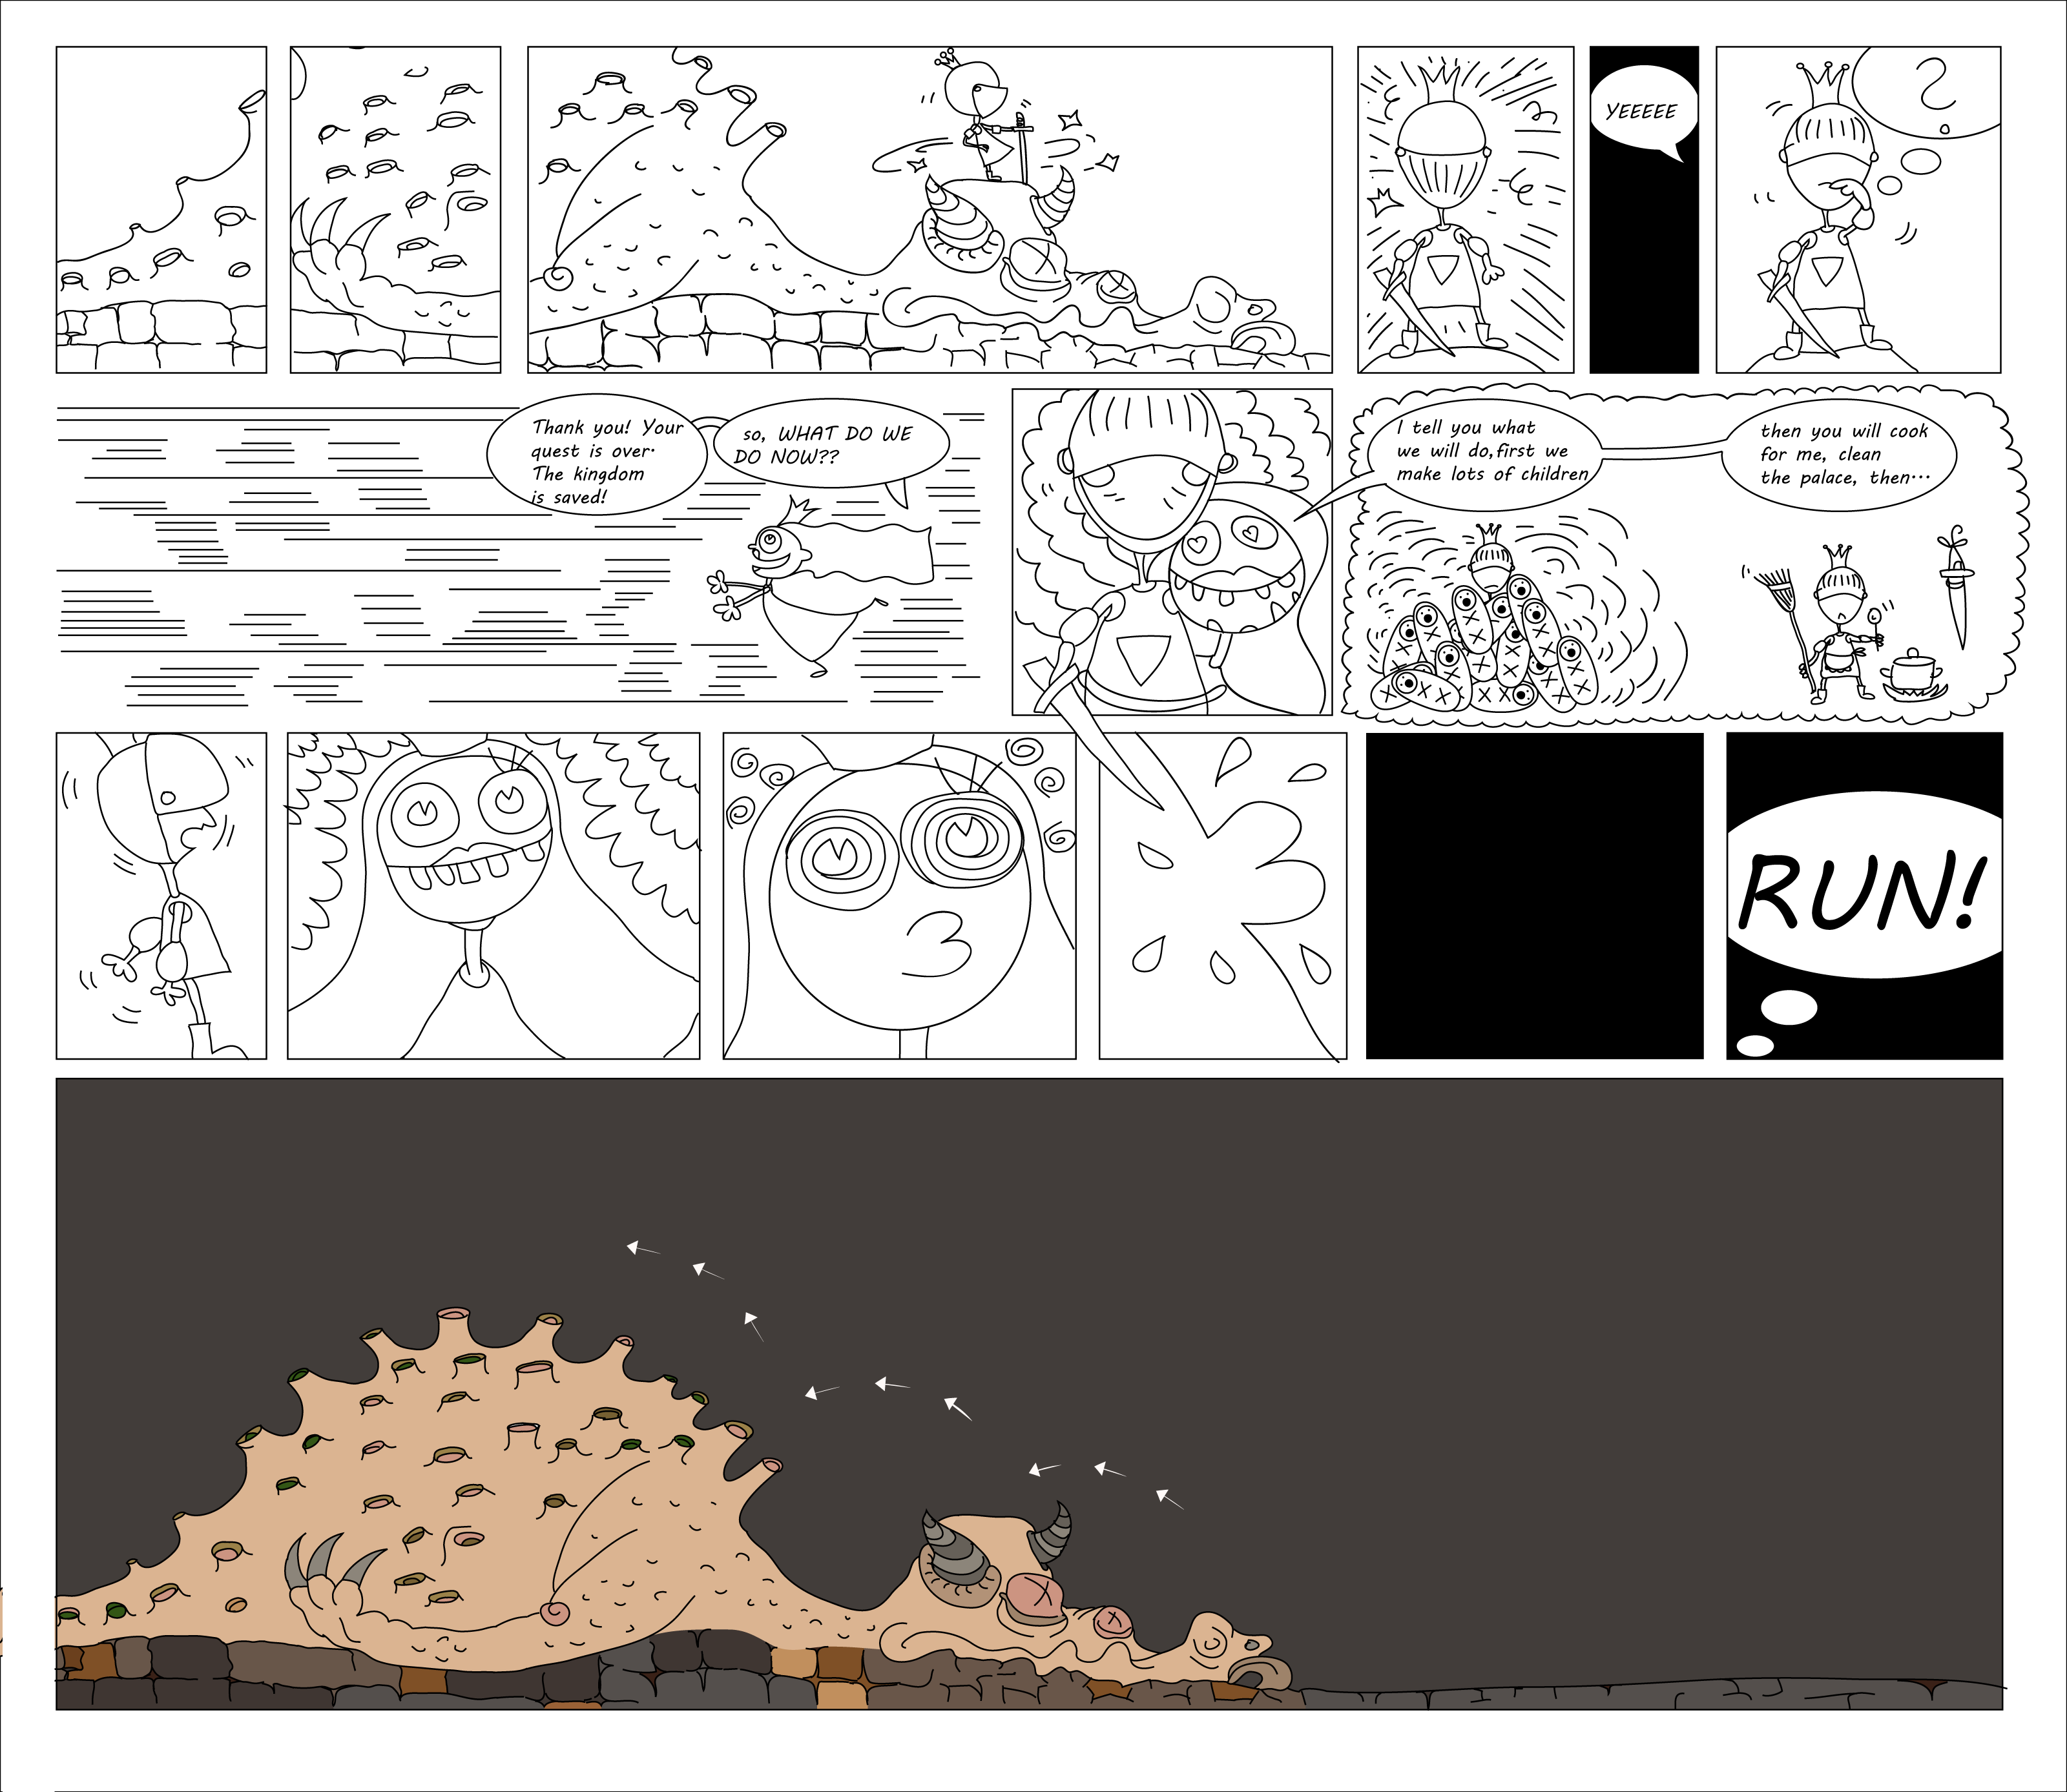 YEEEEE
?
Thank you! Your
quest is over.
The kingdom
is saved!
so, WHAT DO WE
DO NOW??
I tell you what
we will do,first we
make lots of children
then you will cook
for me, clean
the palace, then...
RUN!